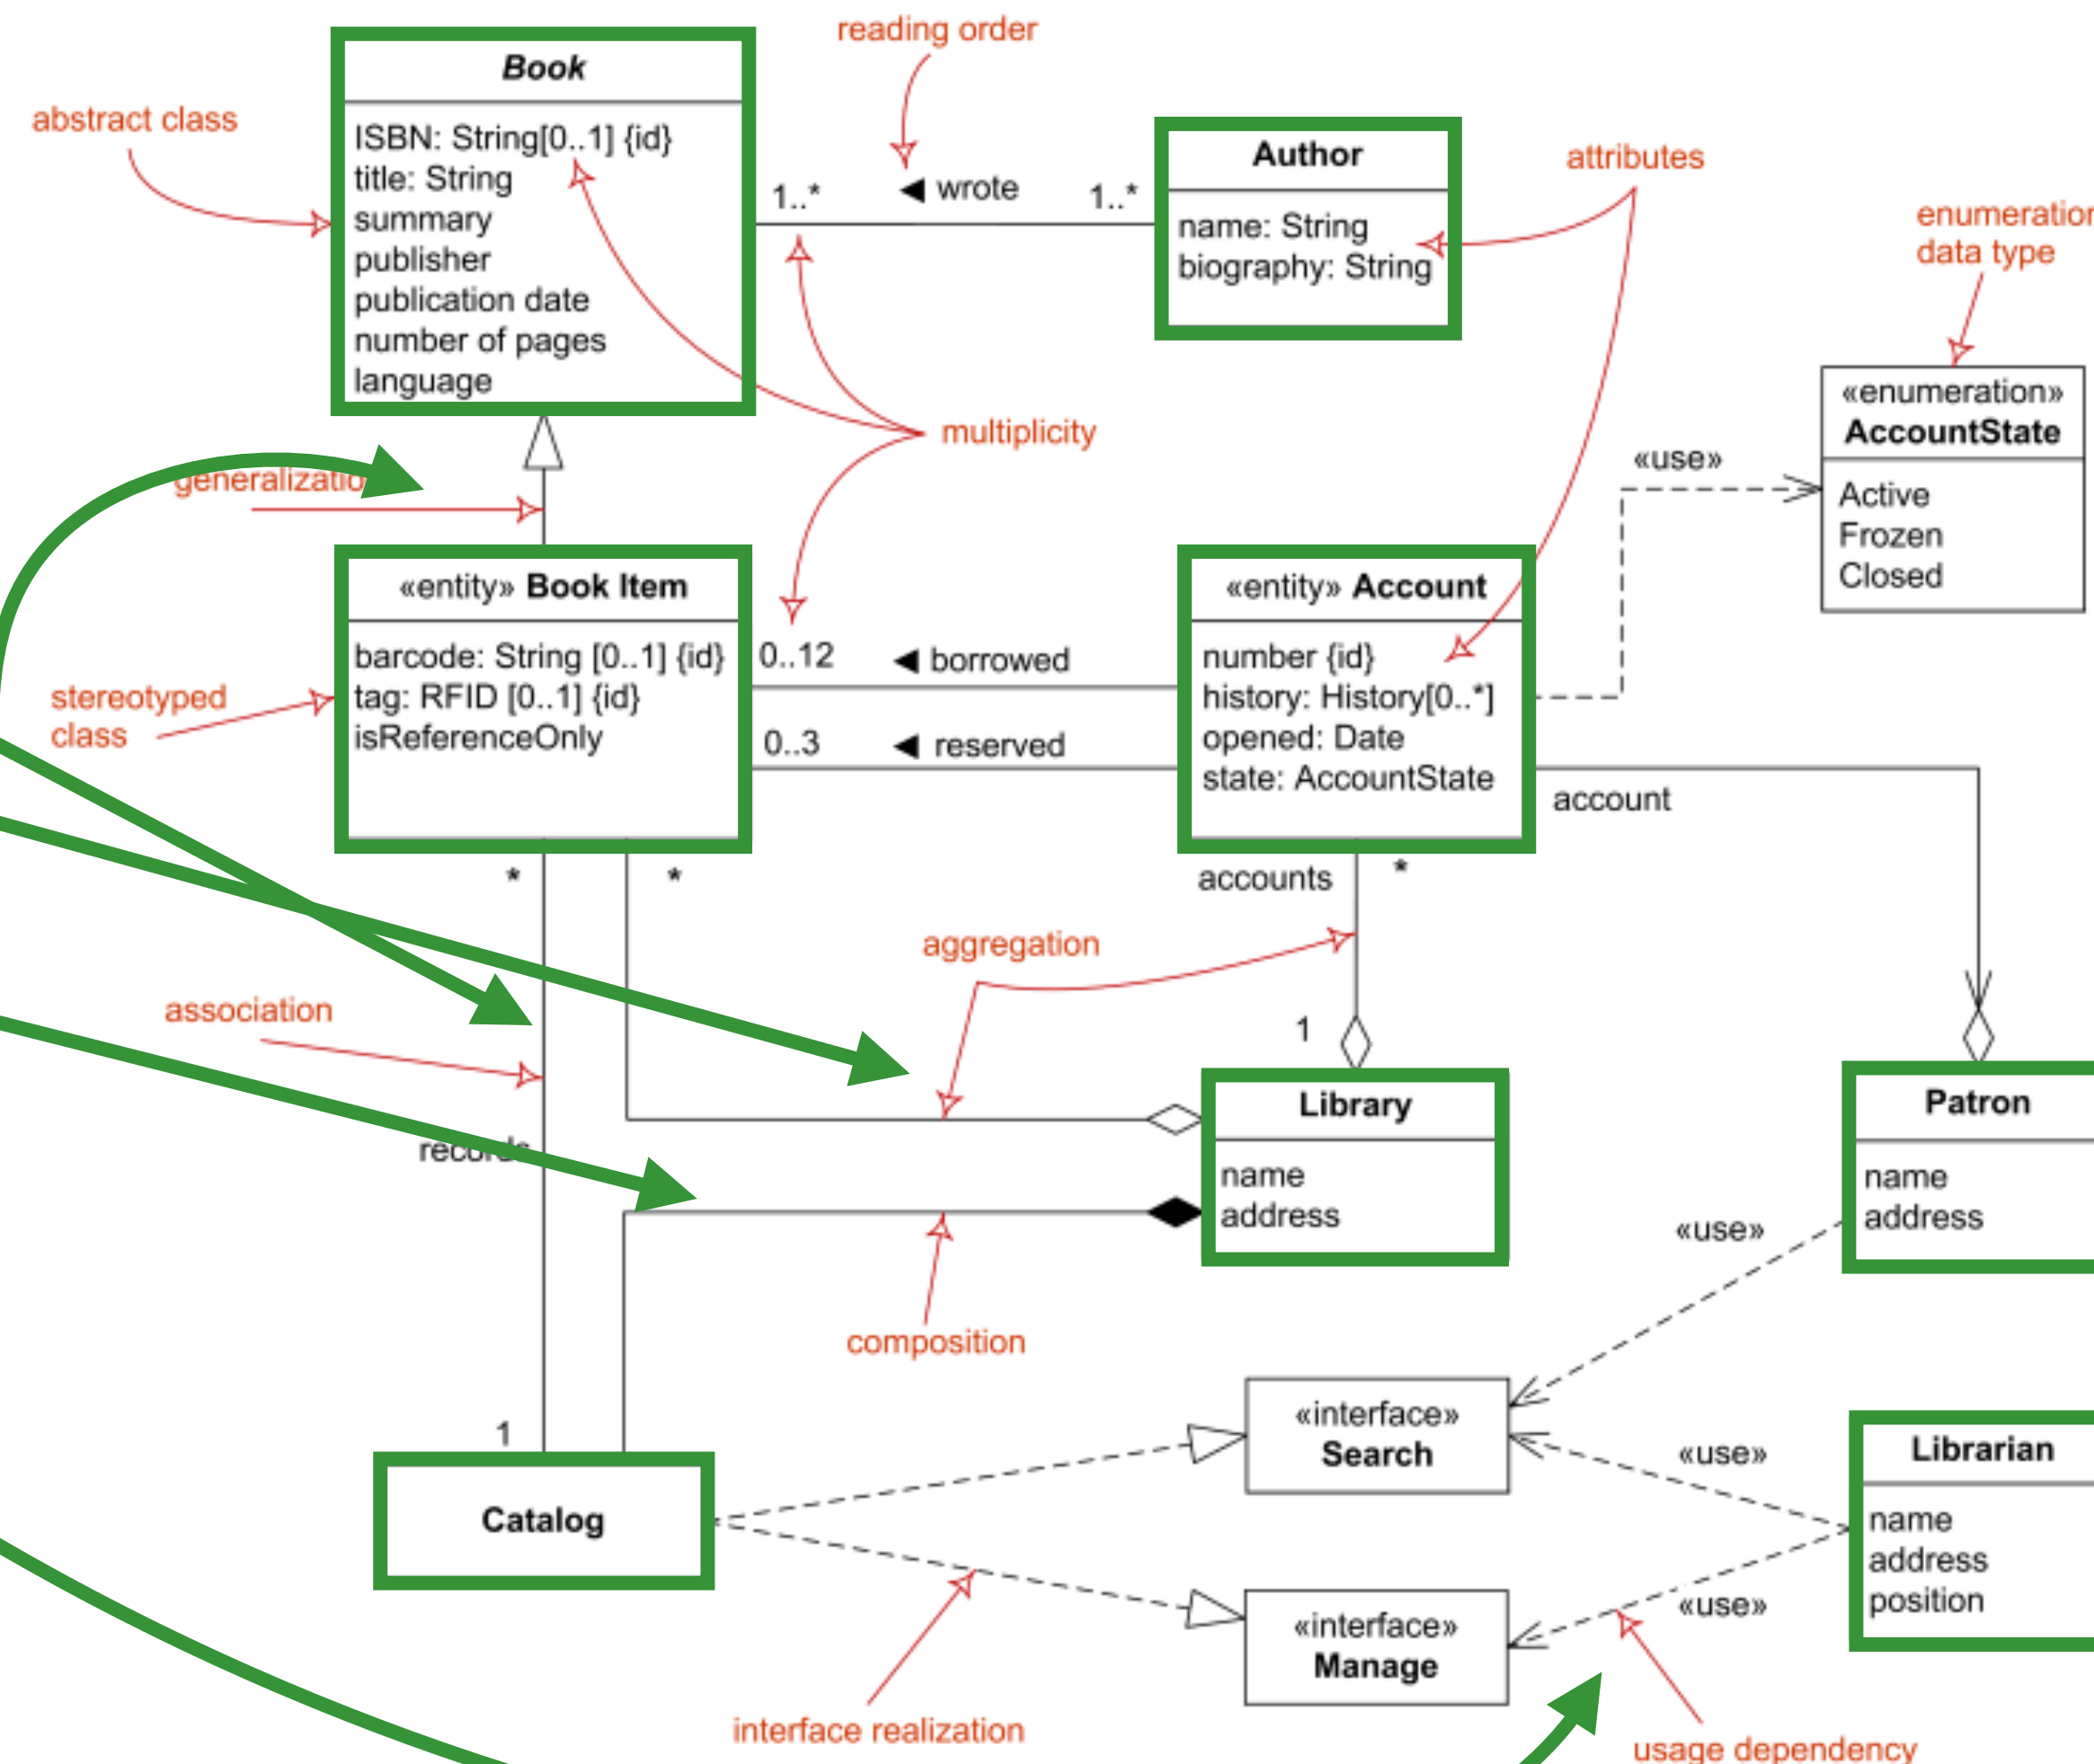 reading order
Book
abstract class
ISBN: String[0..1] {id}
title: String
summary
publisher
publication date
number of pages
language
1..*
◀ wrote
1..*
Author
name: String
biography: String
attributes
enumeration
data type
multiplicity
«enumeration»
AccountState
Active
Frozen
Closed
«use»
generalizatio
«entity» Book Item
barcode: String [0..1] {id}
tag: RFID [0..1] {id}
isReferenceOnly
stereotyped
class
0..12
◀ borrowed
0..3
◀ reserved
«entity» Account
number {id}
history: History[0..*]
opened: Date
state: AccountState
account
*
*
accounts
*
aggregation
association
1
records
Library
name
address
Patron
name
address
composition
«use»
1
Catalog
«interface»
Search
«use»
Librarian
name
address
position
«interface»
Manage
«use»
interface realization
usage dependency